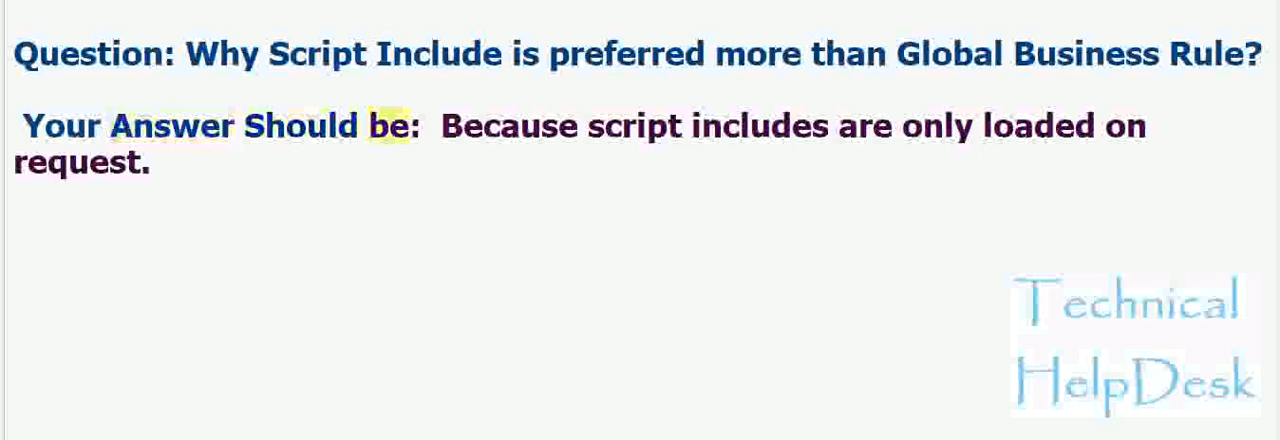 Question: Why Script Include is preferred more than Global Business Rule?
Your Answer Should be: Because script includes are only loaded on
request.
Technical
HelpDesk